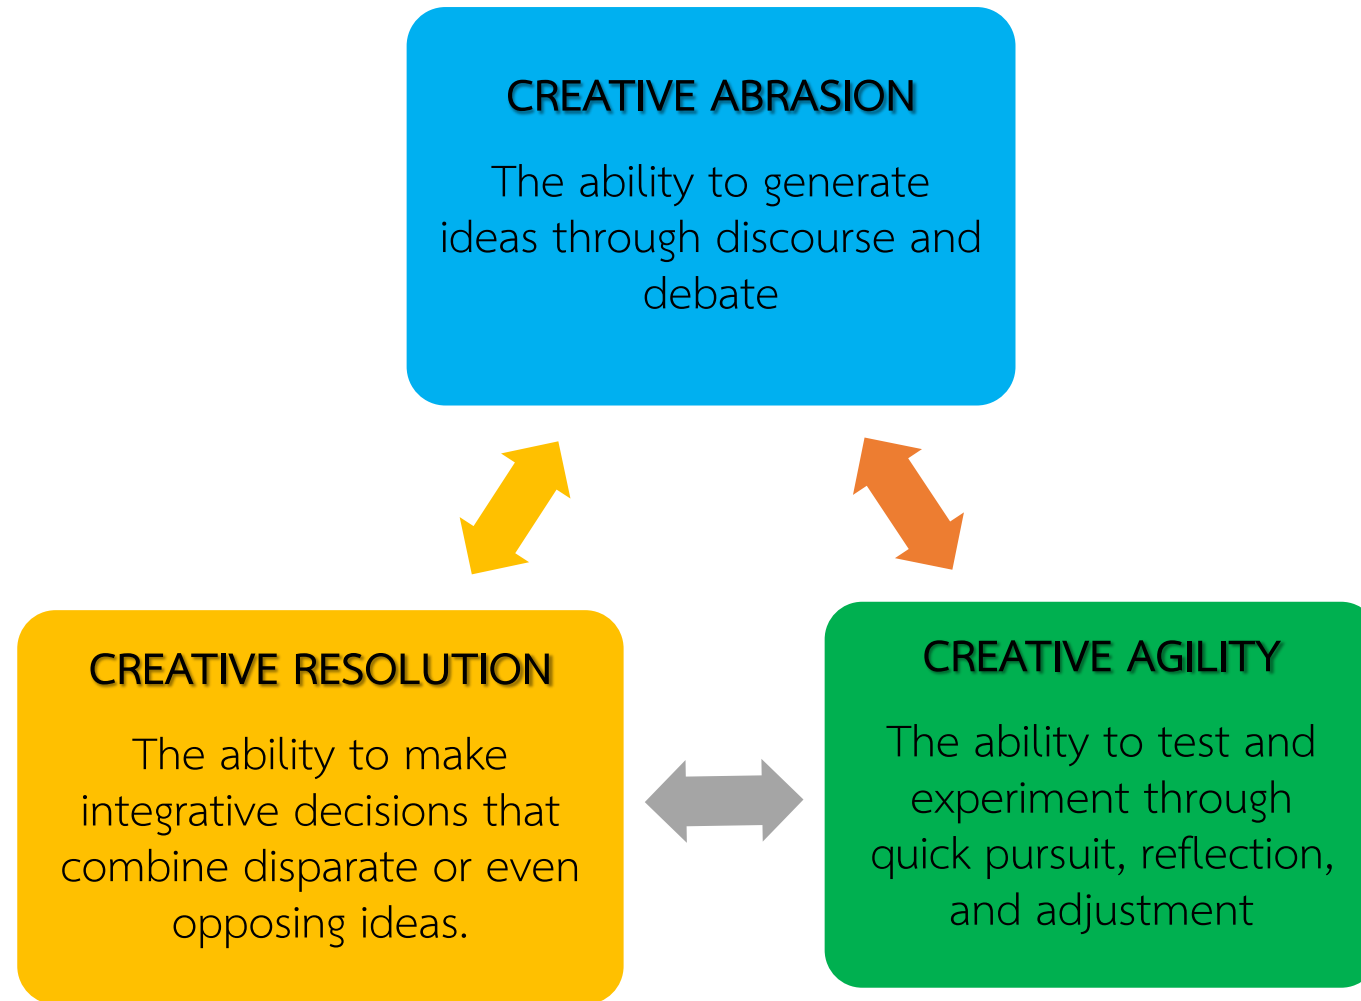 CREATIVE ABRASION
The ability to generate
ideas through discourse and
debate
CREATIVE RESOLUTION
The ability to make
integrative decisions that
combine disparate or even
opposing ideas.
CREATIVE AGILITY
The ability to test and
experiment through
quick pursuit, reflection,
and adjustment